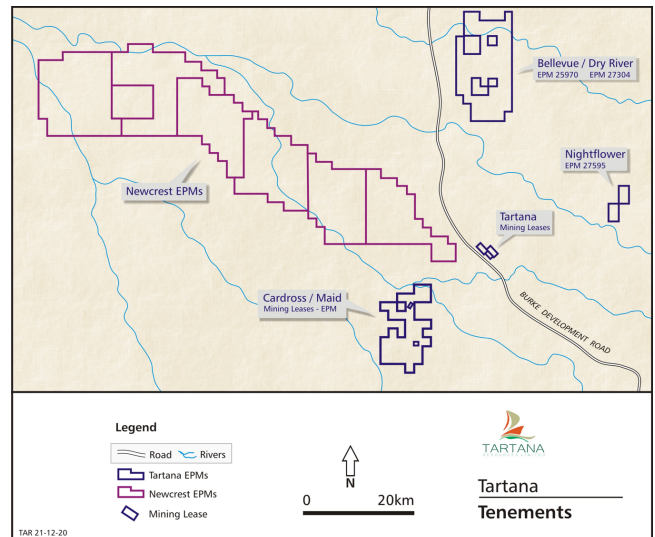 Bellevue / Dry River
EPM 25970 EPM 27304
Nightflower
EPM 27595
Newcrest EPMs
Tartana
Mining Leases
Cardross / Maid
Mining Leases - EPM
BURKE DEVELOPMENT ROAD
Legend
Road Rivers
Tartana EPMs
Newcrest EPMs
Mining Lease
N
0 20km
TARTANA
Tartana
Tenements
TAR 21-12-20